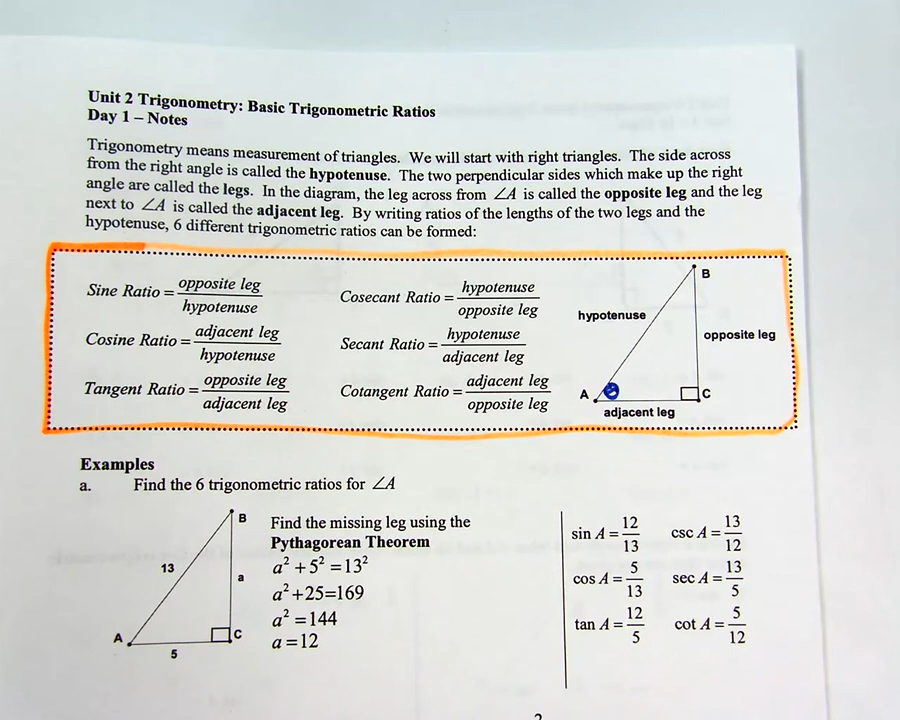 Unit 2 Trigonometry: Basic Trigonometric Ratios
Day 1 – Notes
Trigonometry means measurement of triangles. We will start with right triangles. The side across
from the right angle is called the hypotenuse. The two perpendicular sides which make up the right
angle are called the legs. In the diagram, the leg across from ∠A is called the opposite leg and the leg
next to ∠A is called the adjacent leg. By writing ratios of the lengths of the two legs and the
hypotenuse, 6 different trigonometric ratios can be formed:
Sine Ratio = opposite leg / hypotenuse
Cosecant Ratio = hypotenuse / opposite leg
Cosine Ratio = adjacent leg / hypotenuse
Secant Ratio = hypotenuse / adjacent leg
Tangent Ratio = opposite leg / adjacent leg
Cotangent Ratio = adjacent leg / opposite leg
B
hypotenuse
opposite leg
A θ C
adjacent leg
Examples
a. Find the 6 trigonometric ratios for ∠A
B
13
a
A C
5
Find the missing leg using the
Pythagorean Theorem
a² + 5² = 13²
a² + 25 = 169
a² = 144
a = 12
sin A = 12/13 csc A = 13/12
cos A = 5/13 sec A = 13/5
tan A = 12/5 cot A = 5/12